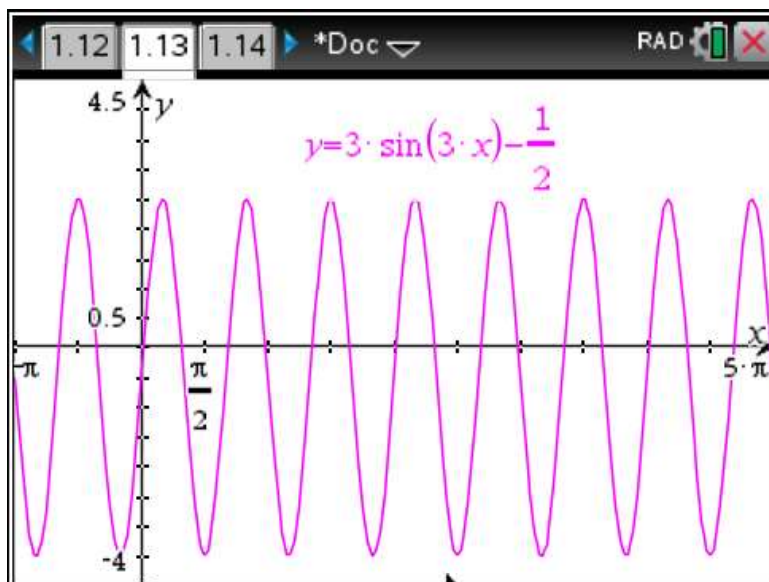 1.12 1.13 1.14 *Doc RAD
4.5 y
y=3·sin(3·x)-1/2
0.5
x
-π π/2 5·π
-4